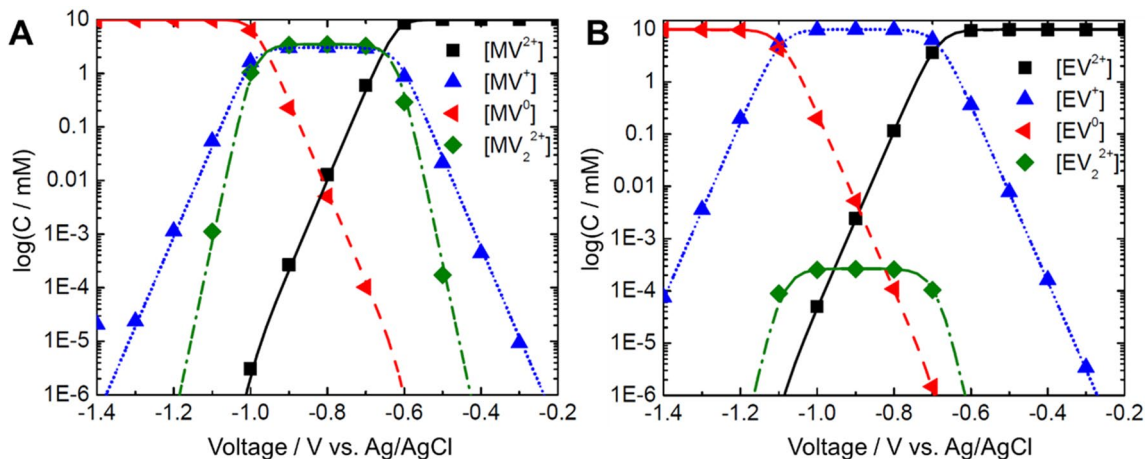 A
log(C / mM)
10
1
0.1
0.01
1E-3
1E-4
1E-5
1E-6
-1.4 -1.2 -1.0 -0.8 -0.6 -0.4 -0.2
Voltage / V vs. Ag/AgCl
[MV²⁺]
[MV⁺]
[MV⁰]
[MV₂²⁺]
B
log(C / mM)
10
1
0.1
0.01
1E-3
1E-4
1E-5
1E-6
-1.4 -1.2 -1.0 -0.8 -0.6 -0.4 -0.2
Voltage / V vs. Ag/AgCl
[EV²⁺]
[EV⁺]
[EV⁰]
[EV₂²⁺]